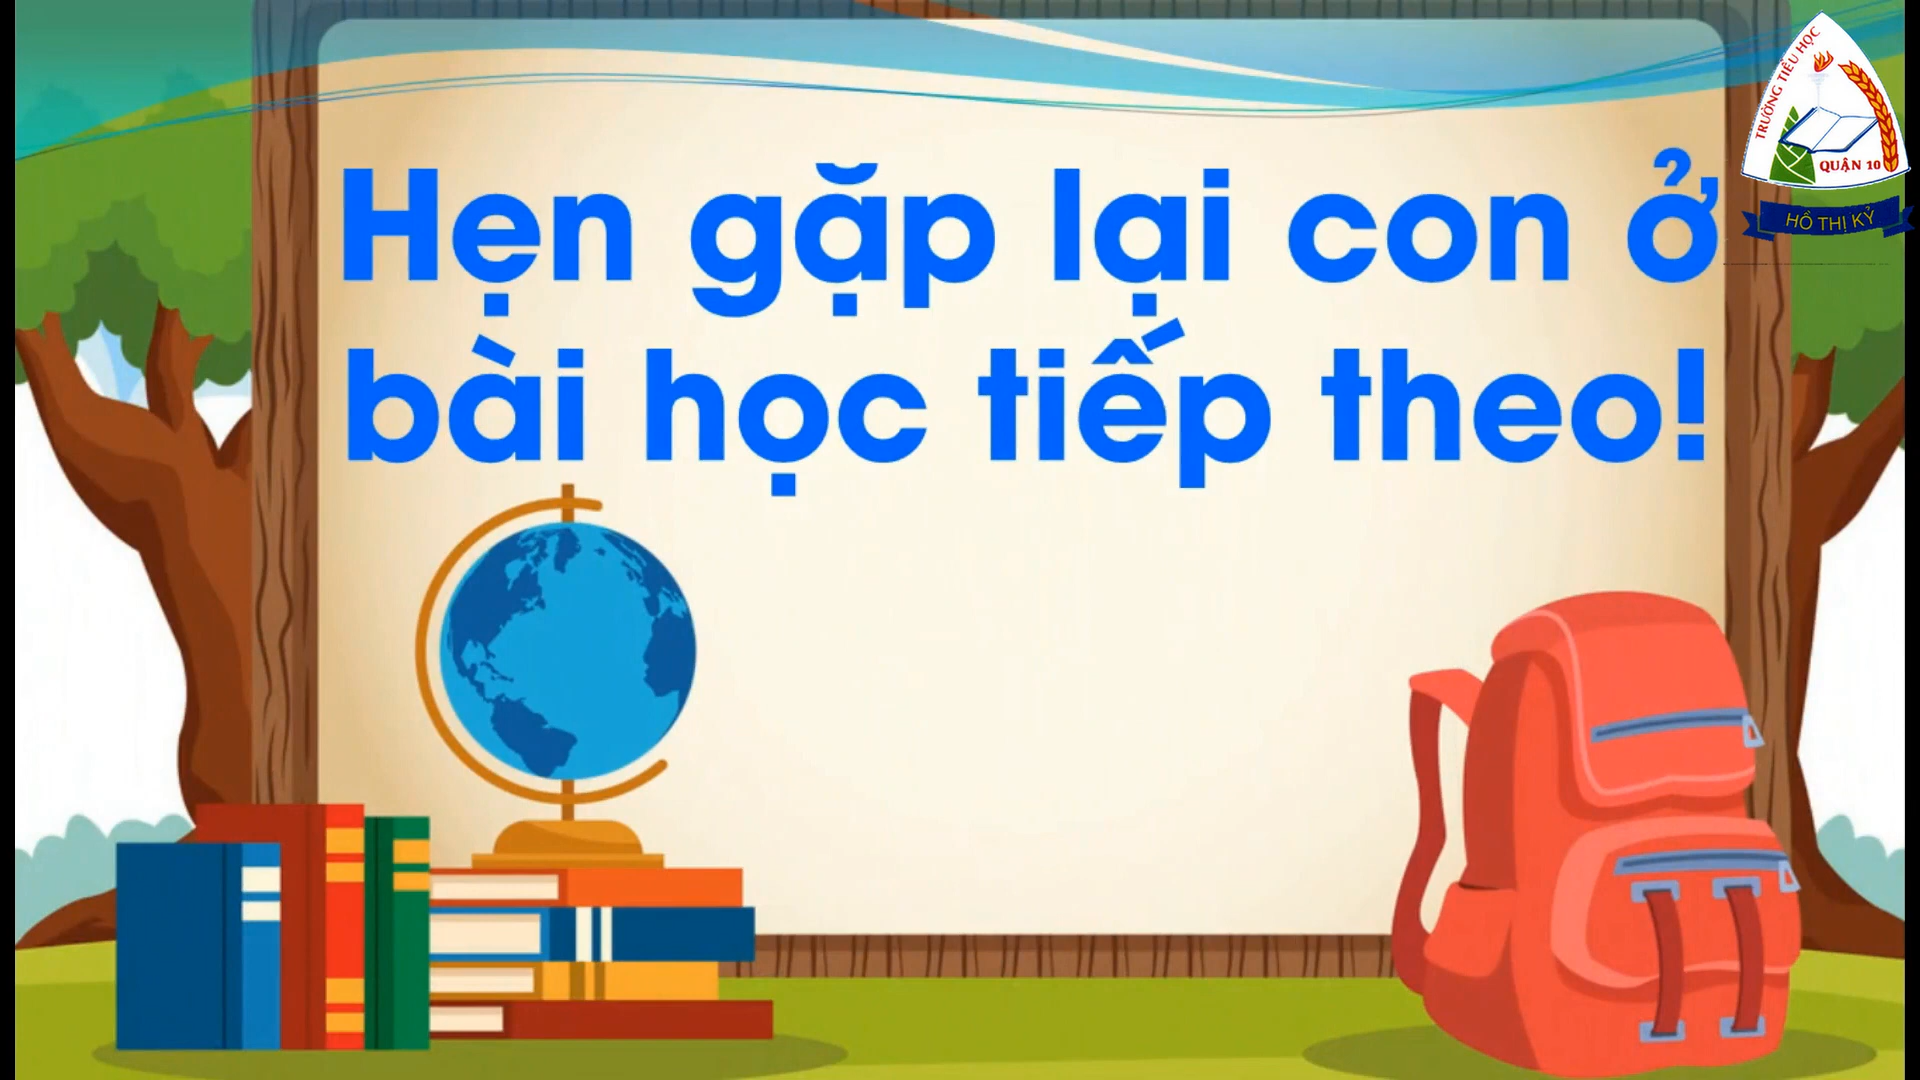 TRƯỜNG TIỂU HỌC
QUẬN 10
HỒ THỊ KỶ
Hẹn gặp lại con ở
bài học tiếp theo!